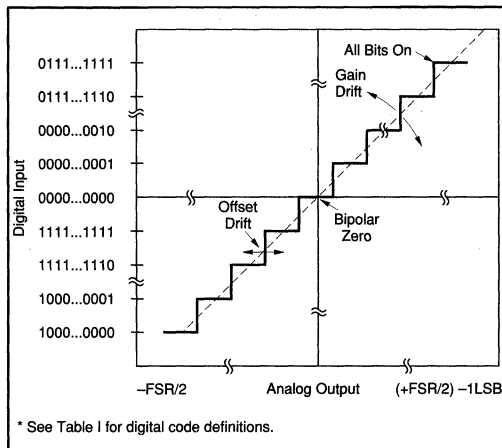 All Bits On
0111...1111
Gain
Drift
0111...1110
0000...0010
0000...0001
Digital Input
0000...0000
Offset
Drift
Bipolar
Zero
1111...1111
1111...1110
1000...0001
1000...0000
–FSR/2
Analog Output
(+FSR/2) –1LSB
* See Table I for digital code definitions.